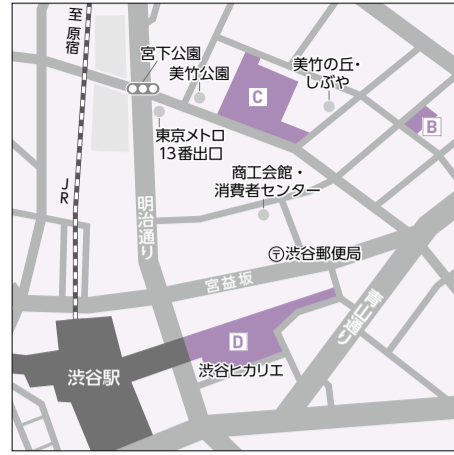 至 原宿
宮下公園
美竹公園
美竹の丘・
しぶや
C
B
東京メトロ
13番出口
JR
明治通り
商工会館・
消費者センター
〒渋谷郵便局
宮益坂
青山通り
D
渋谷ヒカリエ
渋谷駅